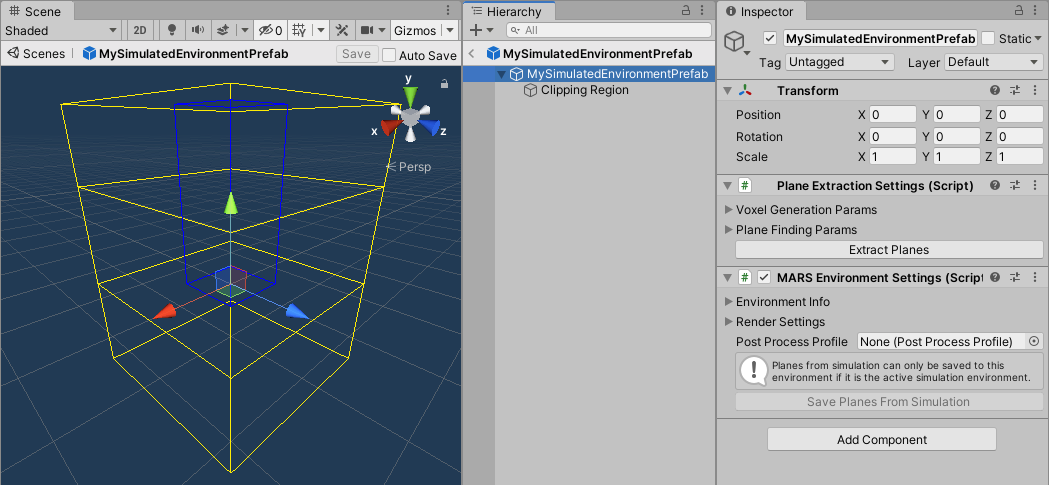 Scene
Shaded
2D
0
Gizmos
Scenes
MySimulatedEnvironmentPrefab
Save
Auto Save
y
x
z
Persp
Hierarchy
All
MySimulatedEnvironmentPrefab
MySimulatedEnvironmentPrefab
Clipping Region
Inspector
MySimulatedEnvironmentPrefab
Static
Tag Untagged
Layer Default
Transform
Position X 0 Y 0 Z 0
Rotation X 0 Y 0 Z 0
Scale X 1 Y 1 Z 1
# Plane Extraction Settings (Script)
Voxel Generation Params
Plane Finding Params
Extract Planes
# MARS Environment Settings (Script
Environment Info
Render Settings
Post Process Profile None (Post Process Profile)
Planes from simulation can only be saved to this
environment if it is the active simulation environment.
Save Planes From Simulation
Add Component